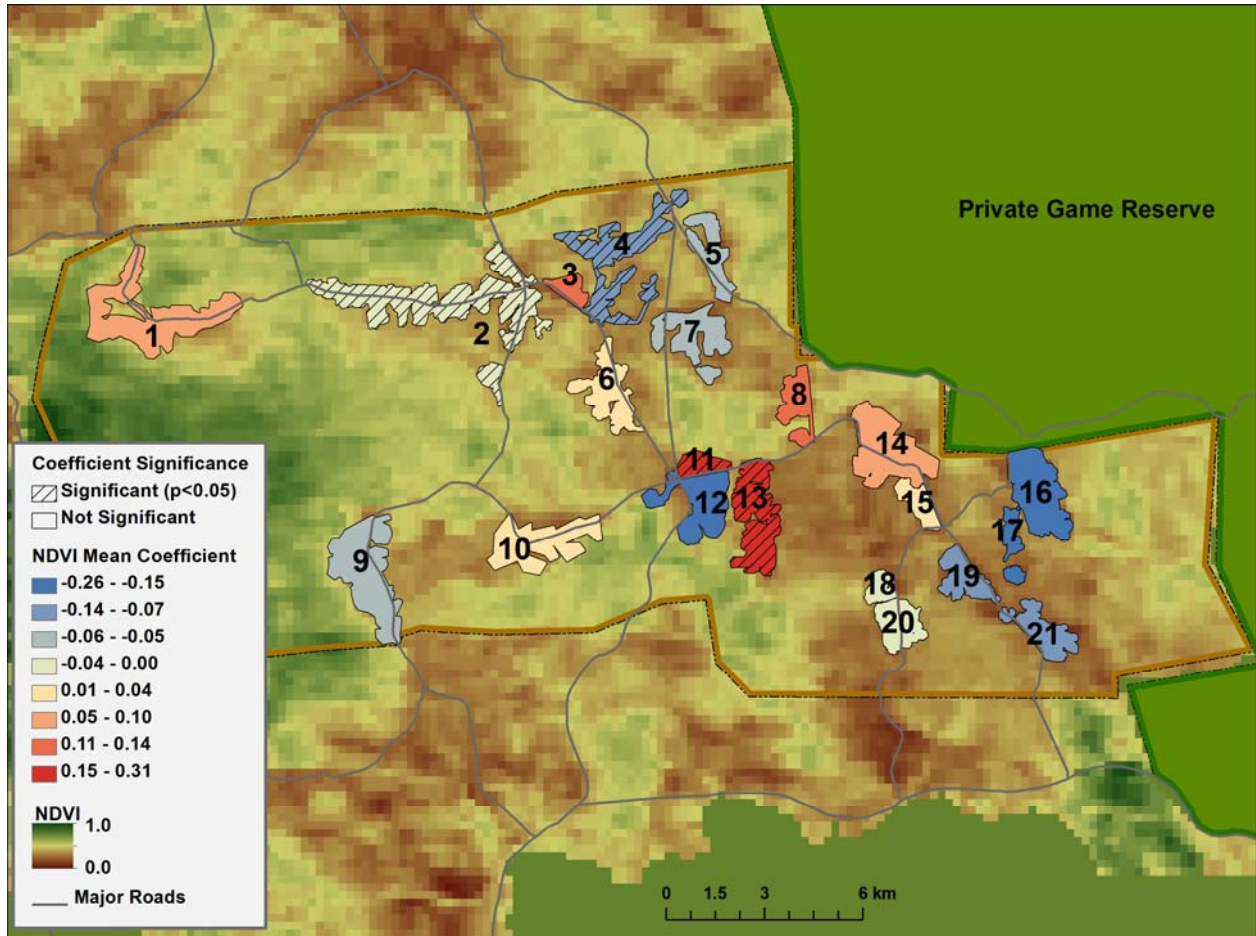 Private Game Reserve
4
5
3
1
2
7
6
8
14
11
15
16
12
13
17
10
9
19
18
20
21
Coefficient Significance
Significant (p<0.05)
Not Significant
NDVI Mean Coefficient
-0.26 - -0.15
-0.14 - -0.07
-0.06 - -0.05
-0.04 - 0.00
0.01 - 0.04
0.05 - 0.10
0.11 - 0.14
0.15 - 0.31
NDVI
1.0
0.0
Major Roads
0 1.5 3 6 km